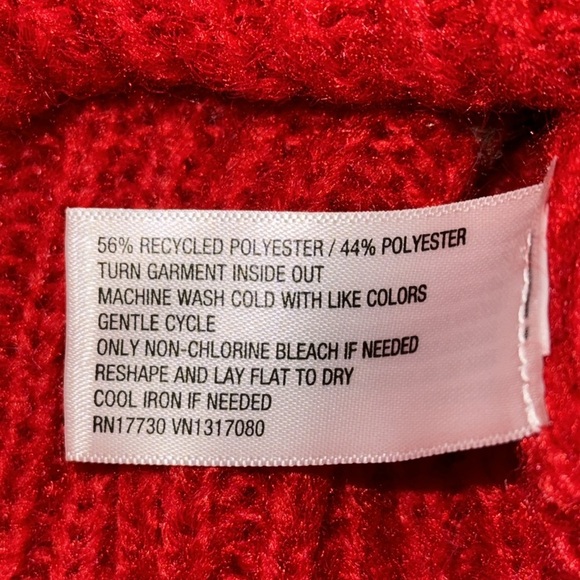 56% RECYCLED POLYESTER / 44% POLYESTER
TURN GARMENT INSIDE OUT
MACHINE WASH COLD WITH LIKE COLORS
GENTLE CYCLE
ONLY NON-CHLORINE BLEACH IF NEEDED
RESHAPE AND LAY FLAT TO DRY
COOL IRON IF NEEDED
RN17730 VN1317080